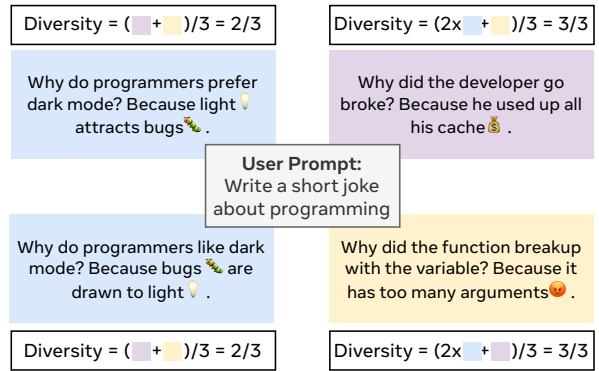 Diversity = ( + )/3 = 2/3
Diversity = (2x + )/3 = 3/3
Why do programmers prefer
dark mode? Because light💡
attracts bugs🐛 .
Why did the developer go
broke? Because he used up all
his cache💰 .
User Prompt:
Write a short joke
about programming
Why do programmers like dark
mode? Because bugs 🐛 are
drawn to light💡 .
Why did the function breakup
with the variable? Because it
has too many arguments😡 .
Diversity = ( + )/3 = 2/3
Diversity = (2x + )/3 = 3/3